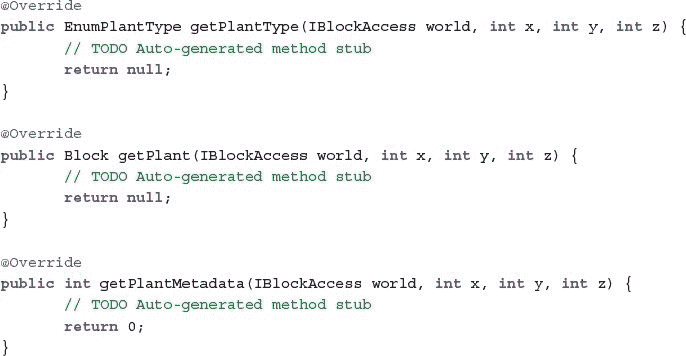 @Override
public EnumPlantType getPlantType(IBlockAccess world, int x, int y, int z) {
// TODO Auto-generated method stub
return null;
}
@Override
public Block getPlant(IBlockAccess world, int x, int y, int z) {
// TODO Auto-generated method stub
return null;
}
@Override
public int getPlantMetadata(IBlockAccess world, int x, int y, int z) {
// TODO Auto-generated method stub
return 0;
}